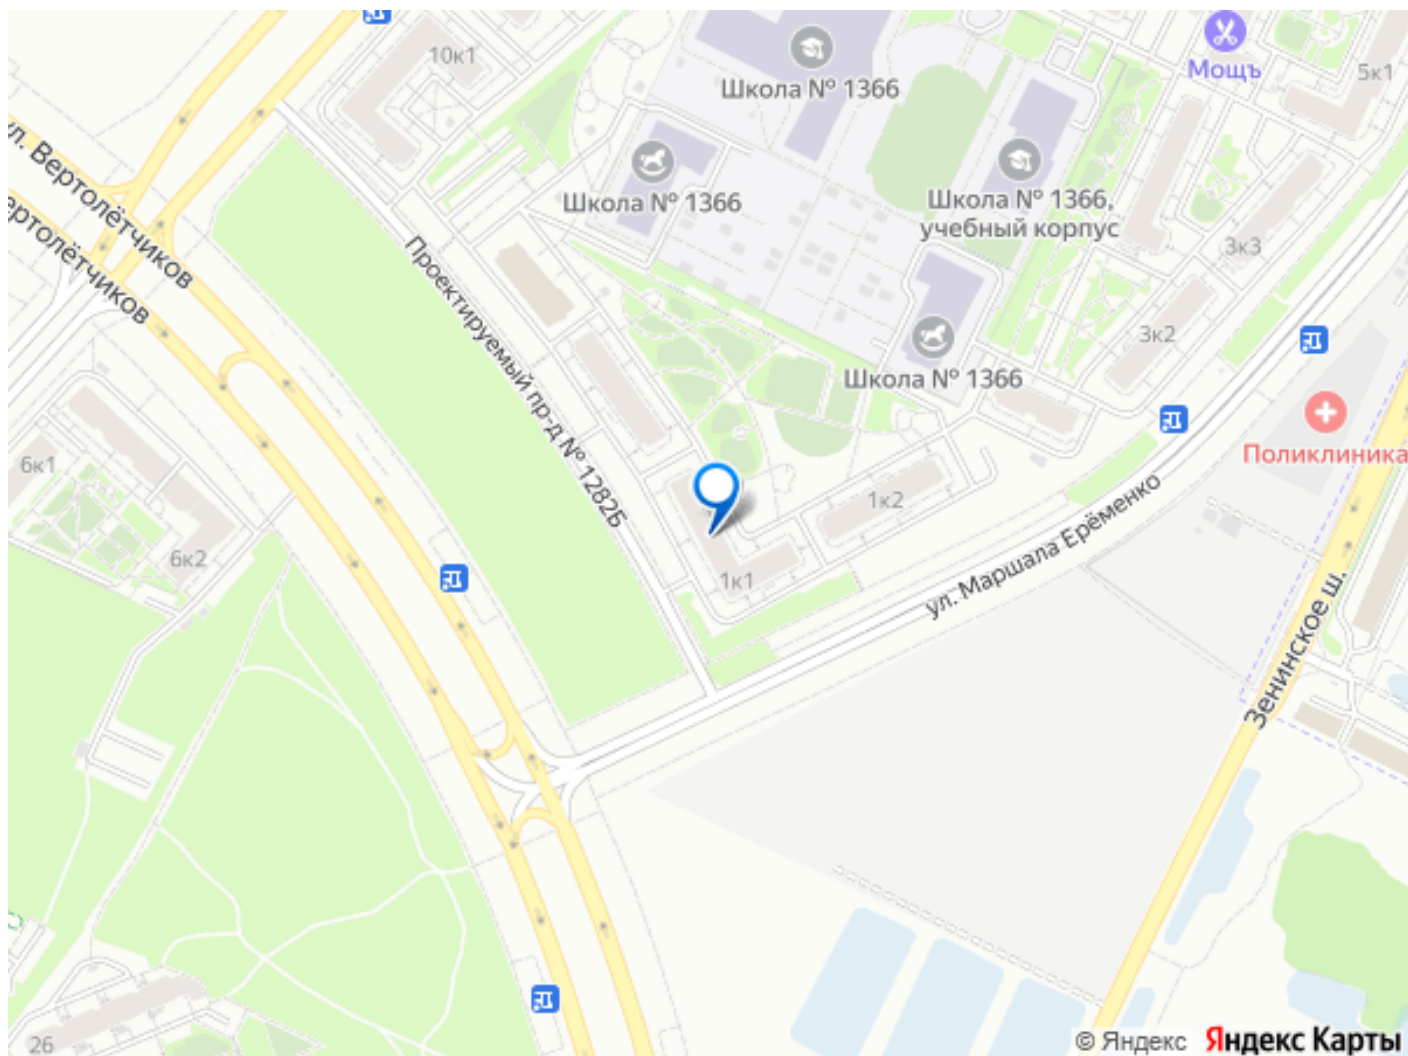 10к1
Школа № 1366
Мощъ
5к1
ул. Вертолётчиков
Вертолётчиков
Школа № 1366
Школа № 1366,
учебный корпус
3к3
Проектируемый пр-д № 1282Б
3к2
Школа № 1366
Поликлиника
6к1
6к2
1к2
1к1
ул. Маршала Ерёменко
Зенинское ш.
26
© Яндекс Яндекс Карты